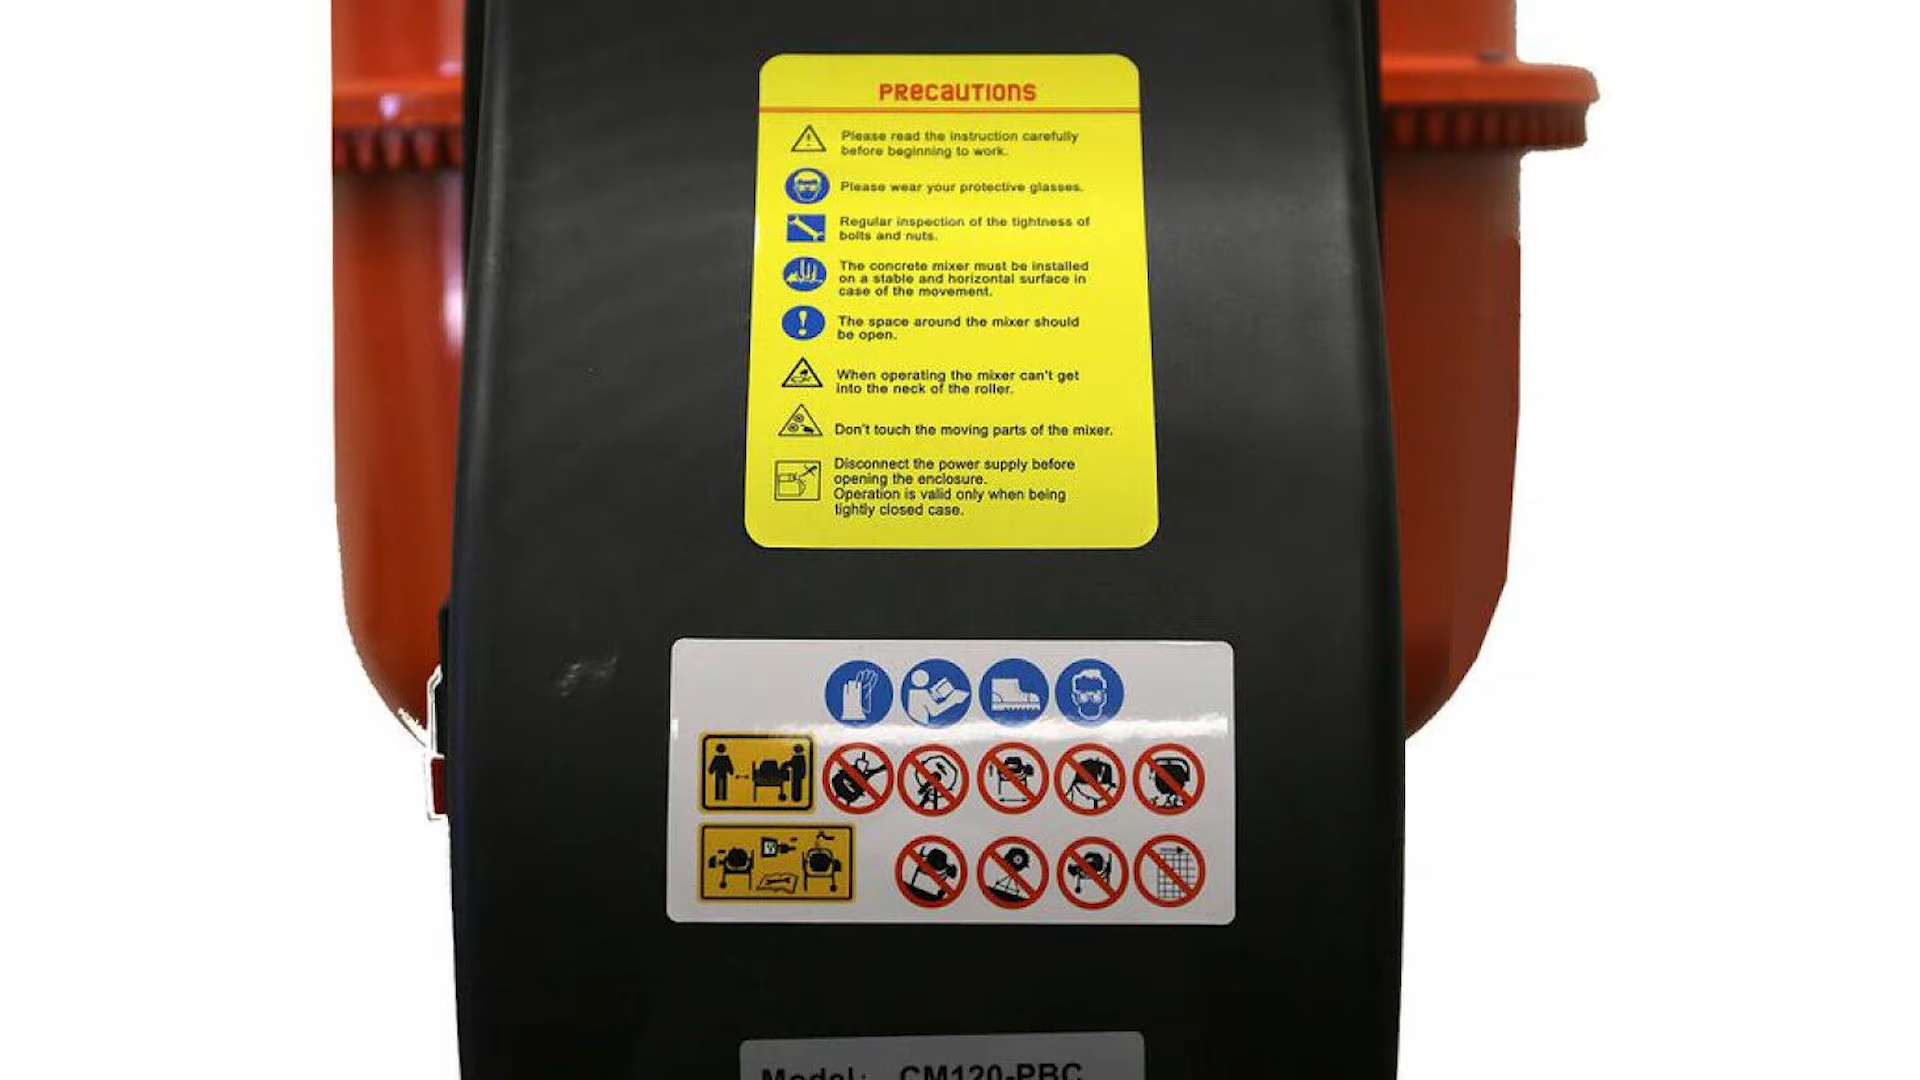 PRECAUTIONS
Please read the instruction carefully
before beginning to work.
Please wear your protective glasses.
Regular inspection of the tightness of
bolts and nuts.
The concrete mixer must be installed
on a stable and horizontal surface in
case of the movement.
The space around the mixer should
be open.
When operating the mixer can't get
into the neck of the roller.
Don't touch the moving parts of the mixer.
Disconnect the power supply before
opening the enclosure.
Operation is valid only when being
tightly closed case.
Model: CM120-PBC